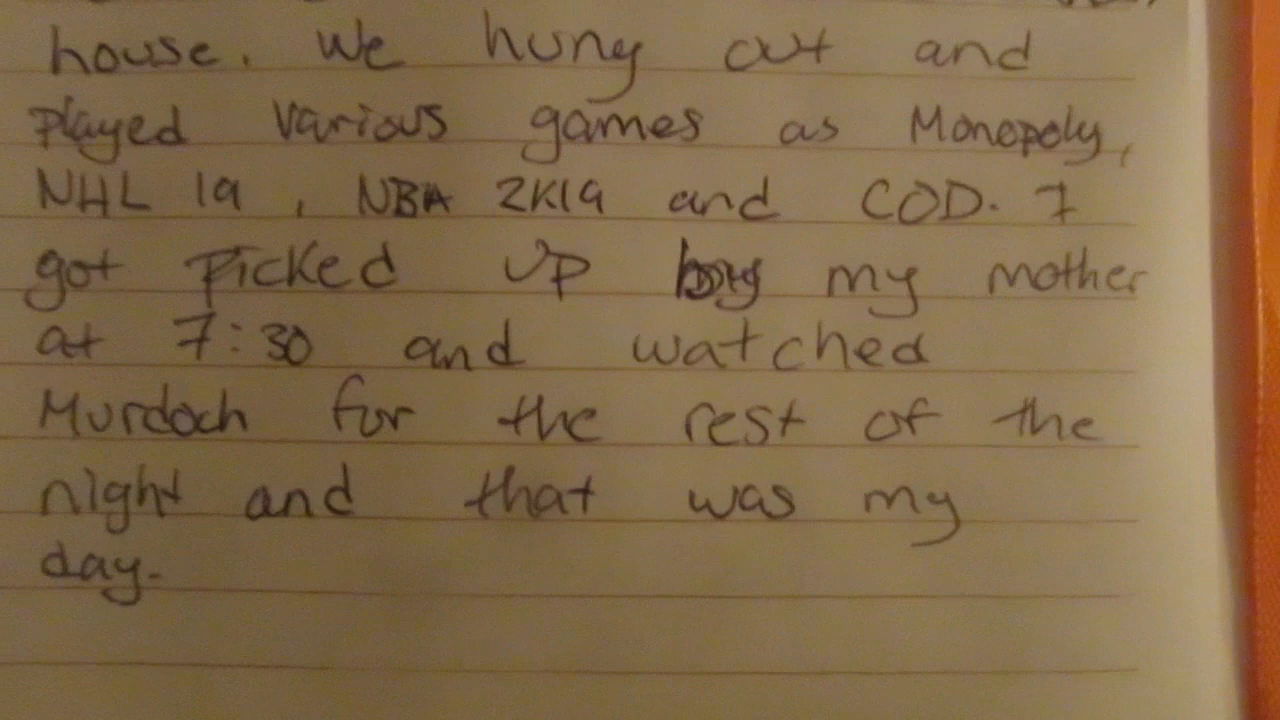 house. We hung out and
played various games as Monopoly,
NHL 19, NBA 2K19 and COD. I
got picked up by my mother
at 7:30 and watched
Murdoch for the rest of the
night and that was my
day.